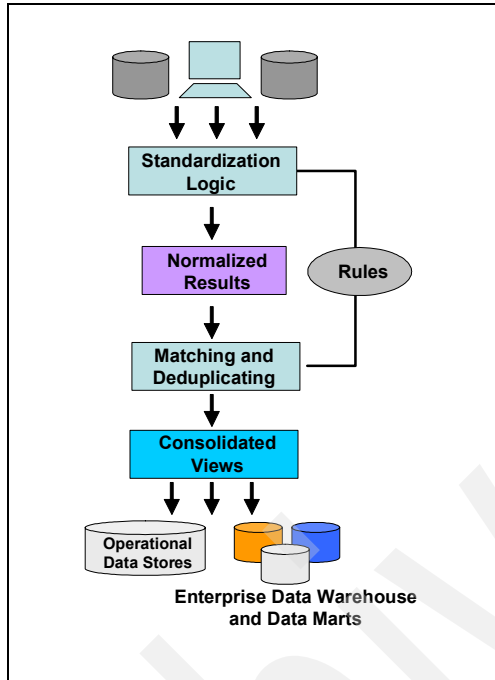 Standardization
Logic
Normalized
Results
Rules
Matching and
Deduplicating
Consolidated
Views
Operational
Data Stores
Enterprise Data Warehouse
and Data Marts